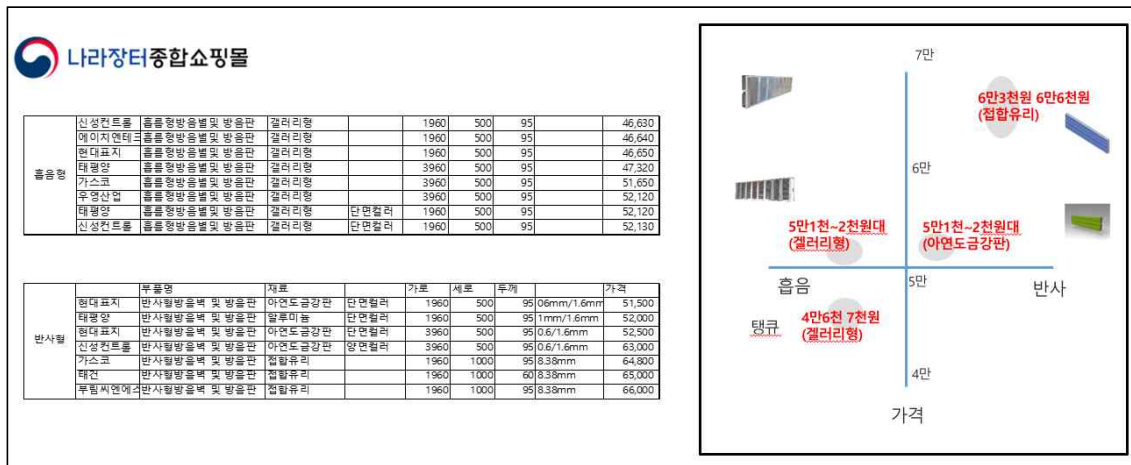 나라장터종합쇼핑몰
흡음형
신성컨트롤 흡음형방음별및 방음판 갤러리형 1960 500 95 46,630
에이치엔테크 흡음형방음별및 방음판 갤러리형 1960 500 95 46,640
현대표지 흡음형방음별및 방음판 갤러리형 1960 500 95 46,650
태평양 흡음형방음별및 방음판 갤러리형 3960 500 95 47,320
가스코 흡음형방음별및 방음판 갤러리형 3960 500 95 51,650
우영산업 흡음형방음별및 방음판 갤러리형 3960 500 95 52,120
태평양 흡음형방음별및 방음판 갤러리형 단면컬러 1960 500 95 52,120
신성컨트롤 흡음형방음별및 방음판 갤러리형 단면컬러 1960 500 95 52,130
부품명 재료 가로 세로 두께 가격
반사형
현대표지 반사형방음벽 및 방음판 아연도금강판 단면컬러 1960 500 95 06mm/1.6mm 51,500
태평양 반사형방음벽 및 방음판 알루미늄 단면컬러 1960 500 95 1mm/1.6mm 52,000
현대표지 반사형방음벽 및 방음판 아연도금강판 단면컬러 3960 500 95 0.6/1.6mm 52,500
신성컨트롤 반사형방음벽 및 방음판 아연도금강판 양면컬러 3960 500 95 0.6/1.6mm 63,000
가스코 반사형방음벽 및 방음판 접합유리 1960 1000 95 8.38mm 64,800
태건 반사형방음벽 및 방음판 접합유리 1960 1000 60 8.38mm 65,000
부림씨엔에스 반사형방음벽 및 방음판 접합유리 1960 1000 95 8.38mm 66,000
7만
6만3천원 6만6천원
(접합유리)
6만
5만1천~2천원대
(겔러리형)
5만1천~2천원대
(아연도금강판)
흡음
5만
반사
탱큐
4만6천 7천원
(겔러리형)
4만
가격